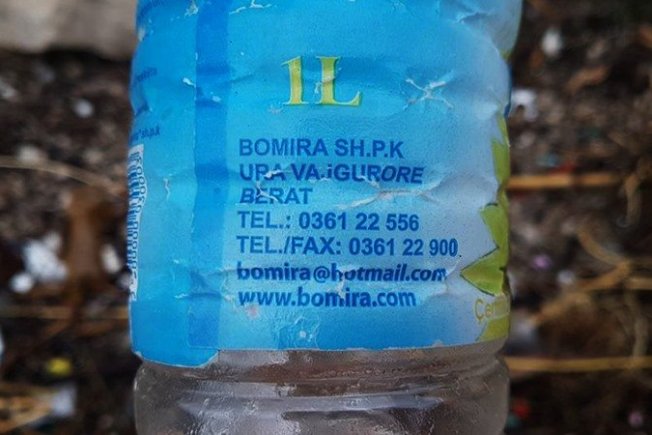 1L
BOMIRA SH.P.K
URA VAJGURORE
BERAT
TEL.: 0361 22 556
TEL./FAX: 0361 22 900
bomira@hotmail.com
www.bomira.com